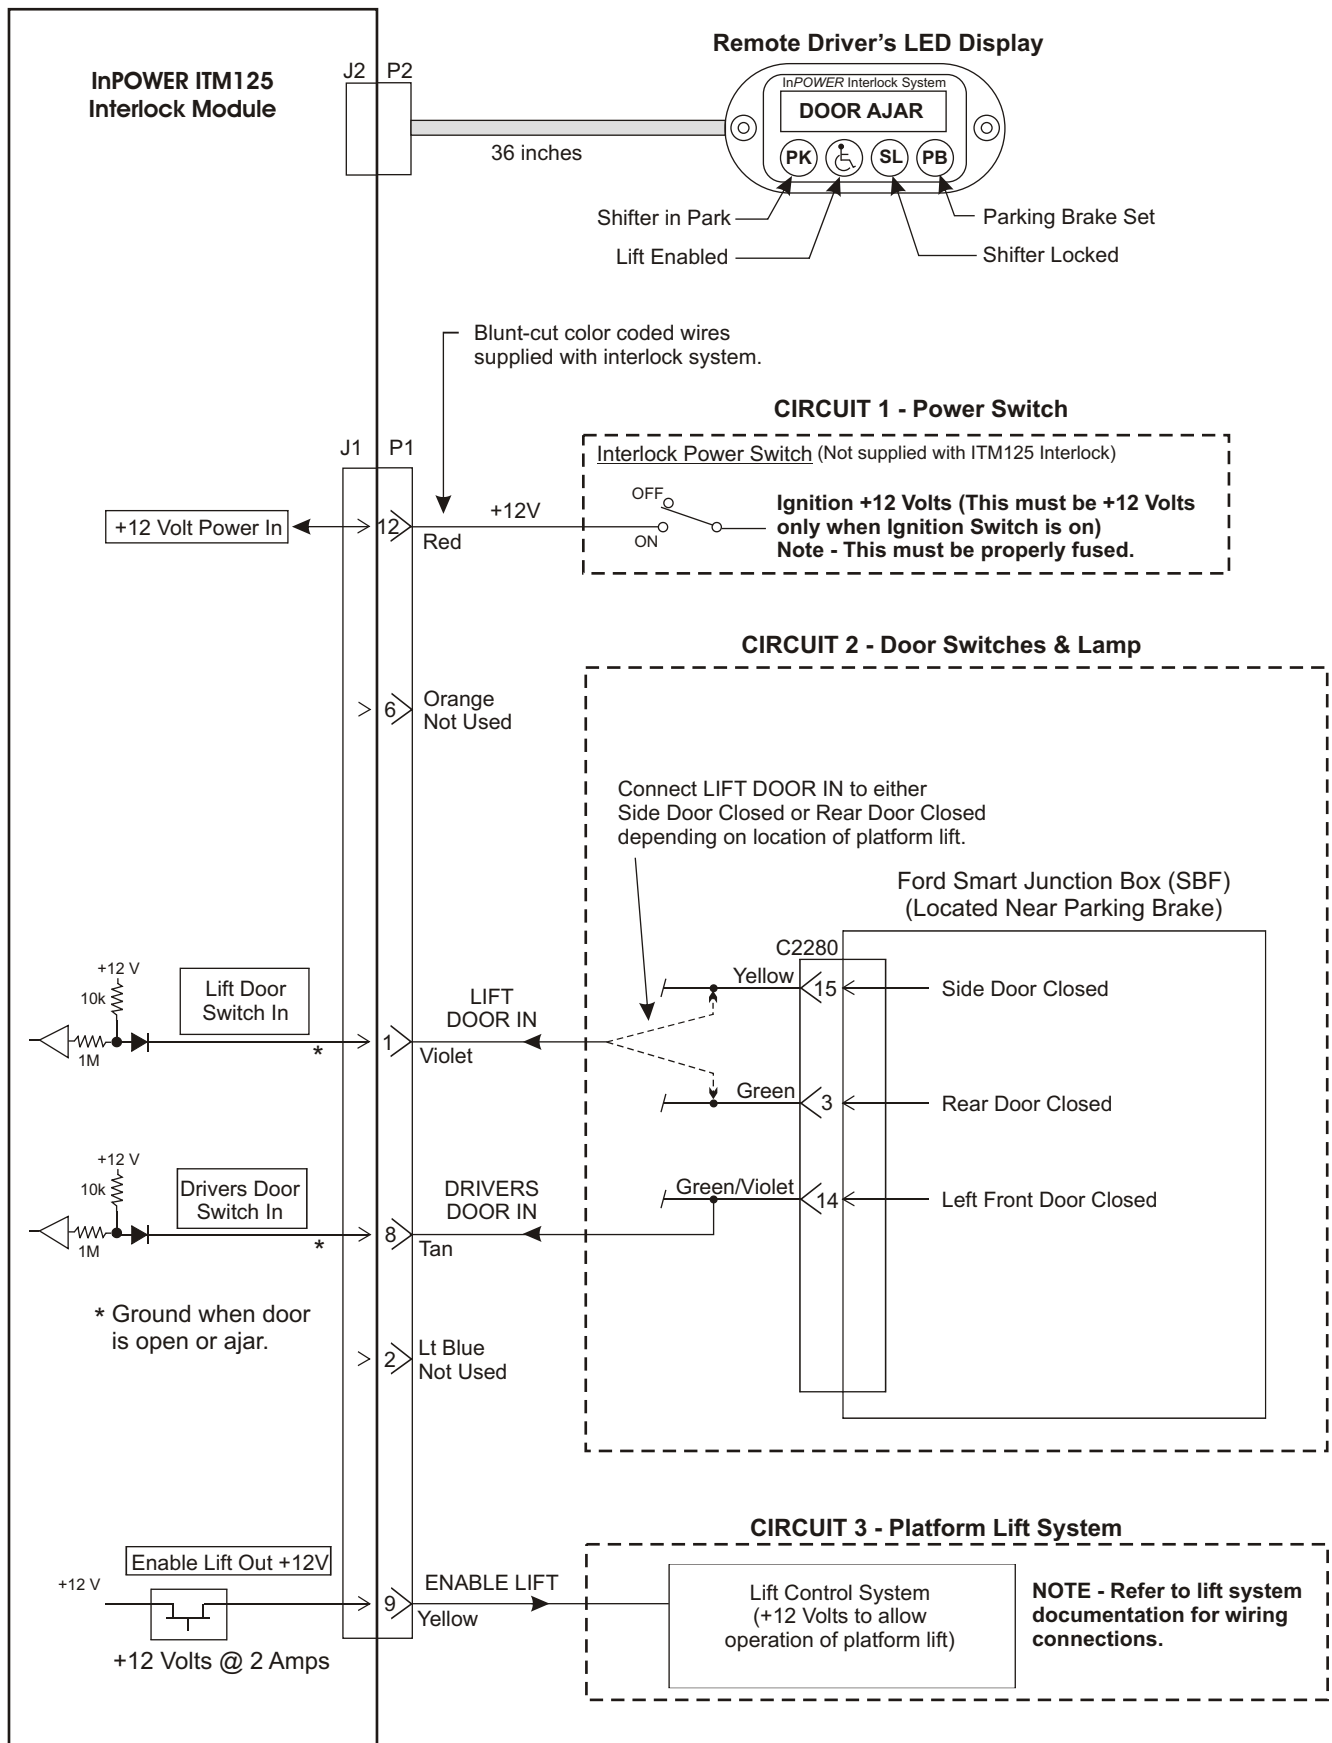 Remote Driver's LED Display
InPOWER ITM125
Interlock Module
J2 P2
InPOWER Interlock System
DOOR AJAR
PK SL PB
36 inches
Shifter in Park
Parking Brake Set
Lift Enabled
Shifter Locked
Blunt-cut color coded wires
supplied with interlock system.
CIRCUIT 1 - Power Switch
J1 P1
Interlock Power Switch (Not supplied with ITM125 Interlock)
+12 Volt Power In
12
+12V
Red
OFF
ON
Ignition +12 Volts (This must be +12 Volts
only when Ignition Switch is on)
Note - This must be properly fused.
CIRCUIT 2 - Door Switches & Lamp
6
Orange
Not Used
Connect LIFT DOOR IN to either
Side Door Closed or Rear Door Closed
depending on location of platform lift.
Ford Smart Junction Box (SBF)
(Located Near Parking Brake)
C2280
Yellow
15
Side Door Closed
+12 V
10k
1M
Lift Door
Switch In
*
1
LIFT
DOOR IN
Violet
Green
3
Rear Door Closed
+12 V
10k
1M
Drivers Door
Switch In
*
8
DRIVERS
DOOR IN
Tan
Green/Violet
14
Left Front Door Closed
* Ground when door
is open or ajar.
2
Lt Blue
Not Used
CIRCUIT 3 - Platform Lift System
Enable Lift Out +12V
+12 V
+12 Volts @ 2 Amps
9
ENABLE LIFT
Yellow
Lift Control System
(+12 Volts to allow
operation of platform lift)
NOTE - Refer to lift system
documentation for wiring
connections.